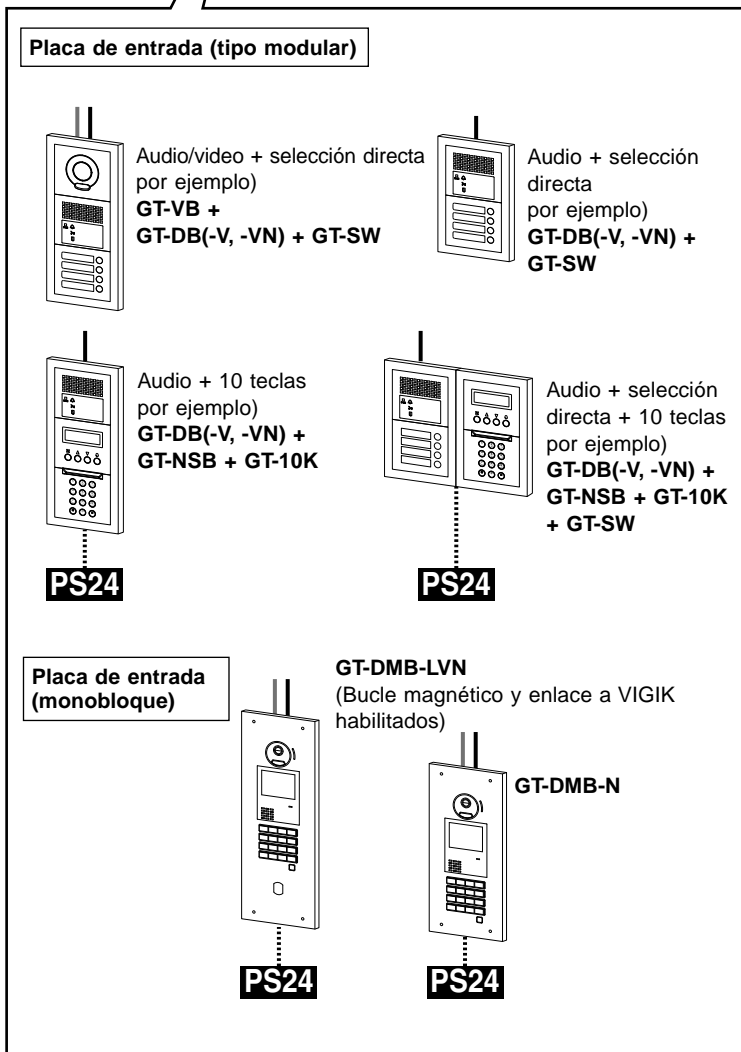 Placa de entrada (tipo modular)
Audio/video + selección directa
por ejemplo)
GT-VB +
GT-DB(-V, -VN) + GT-SW
Audio + selección
directa
por ejemplo)
GT-DB(-V, -VN) +
GT-SW
Audio + 10 teclas
por ejemplo)
GT-DB(-V, -VN) +
GT-NSB + GT-10K
PS24
Audio + selección
directa + 10 teclas
por ejemplo)
GT-DB(-V, -VN) +
GT-NSB + GT-10K
+ GT-SW
PS24
Placa de entrada
(monobloque)
GT-DMB-LVN
(Bucle magnético y enlace a VIGIK
habilitados)
PS24
GT-DMB-N
PS24